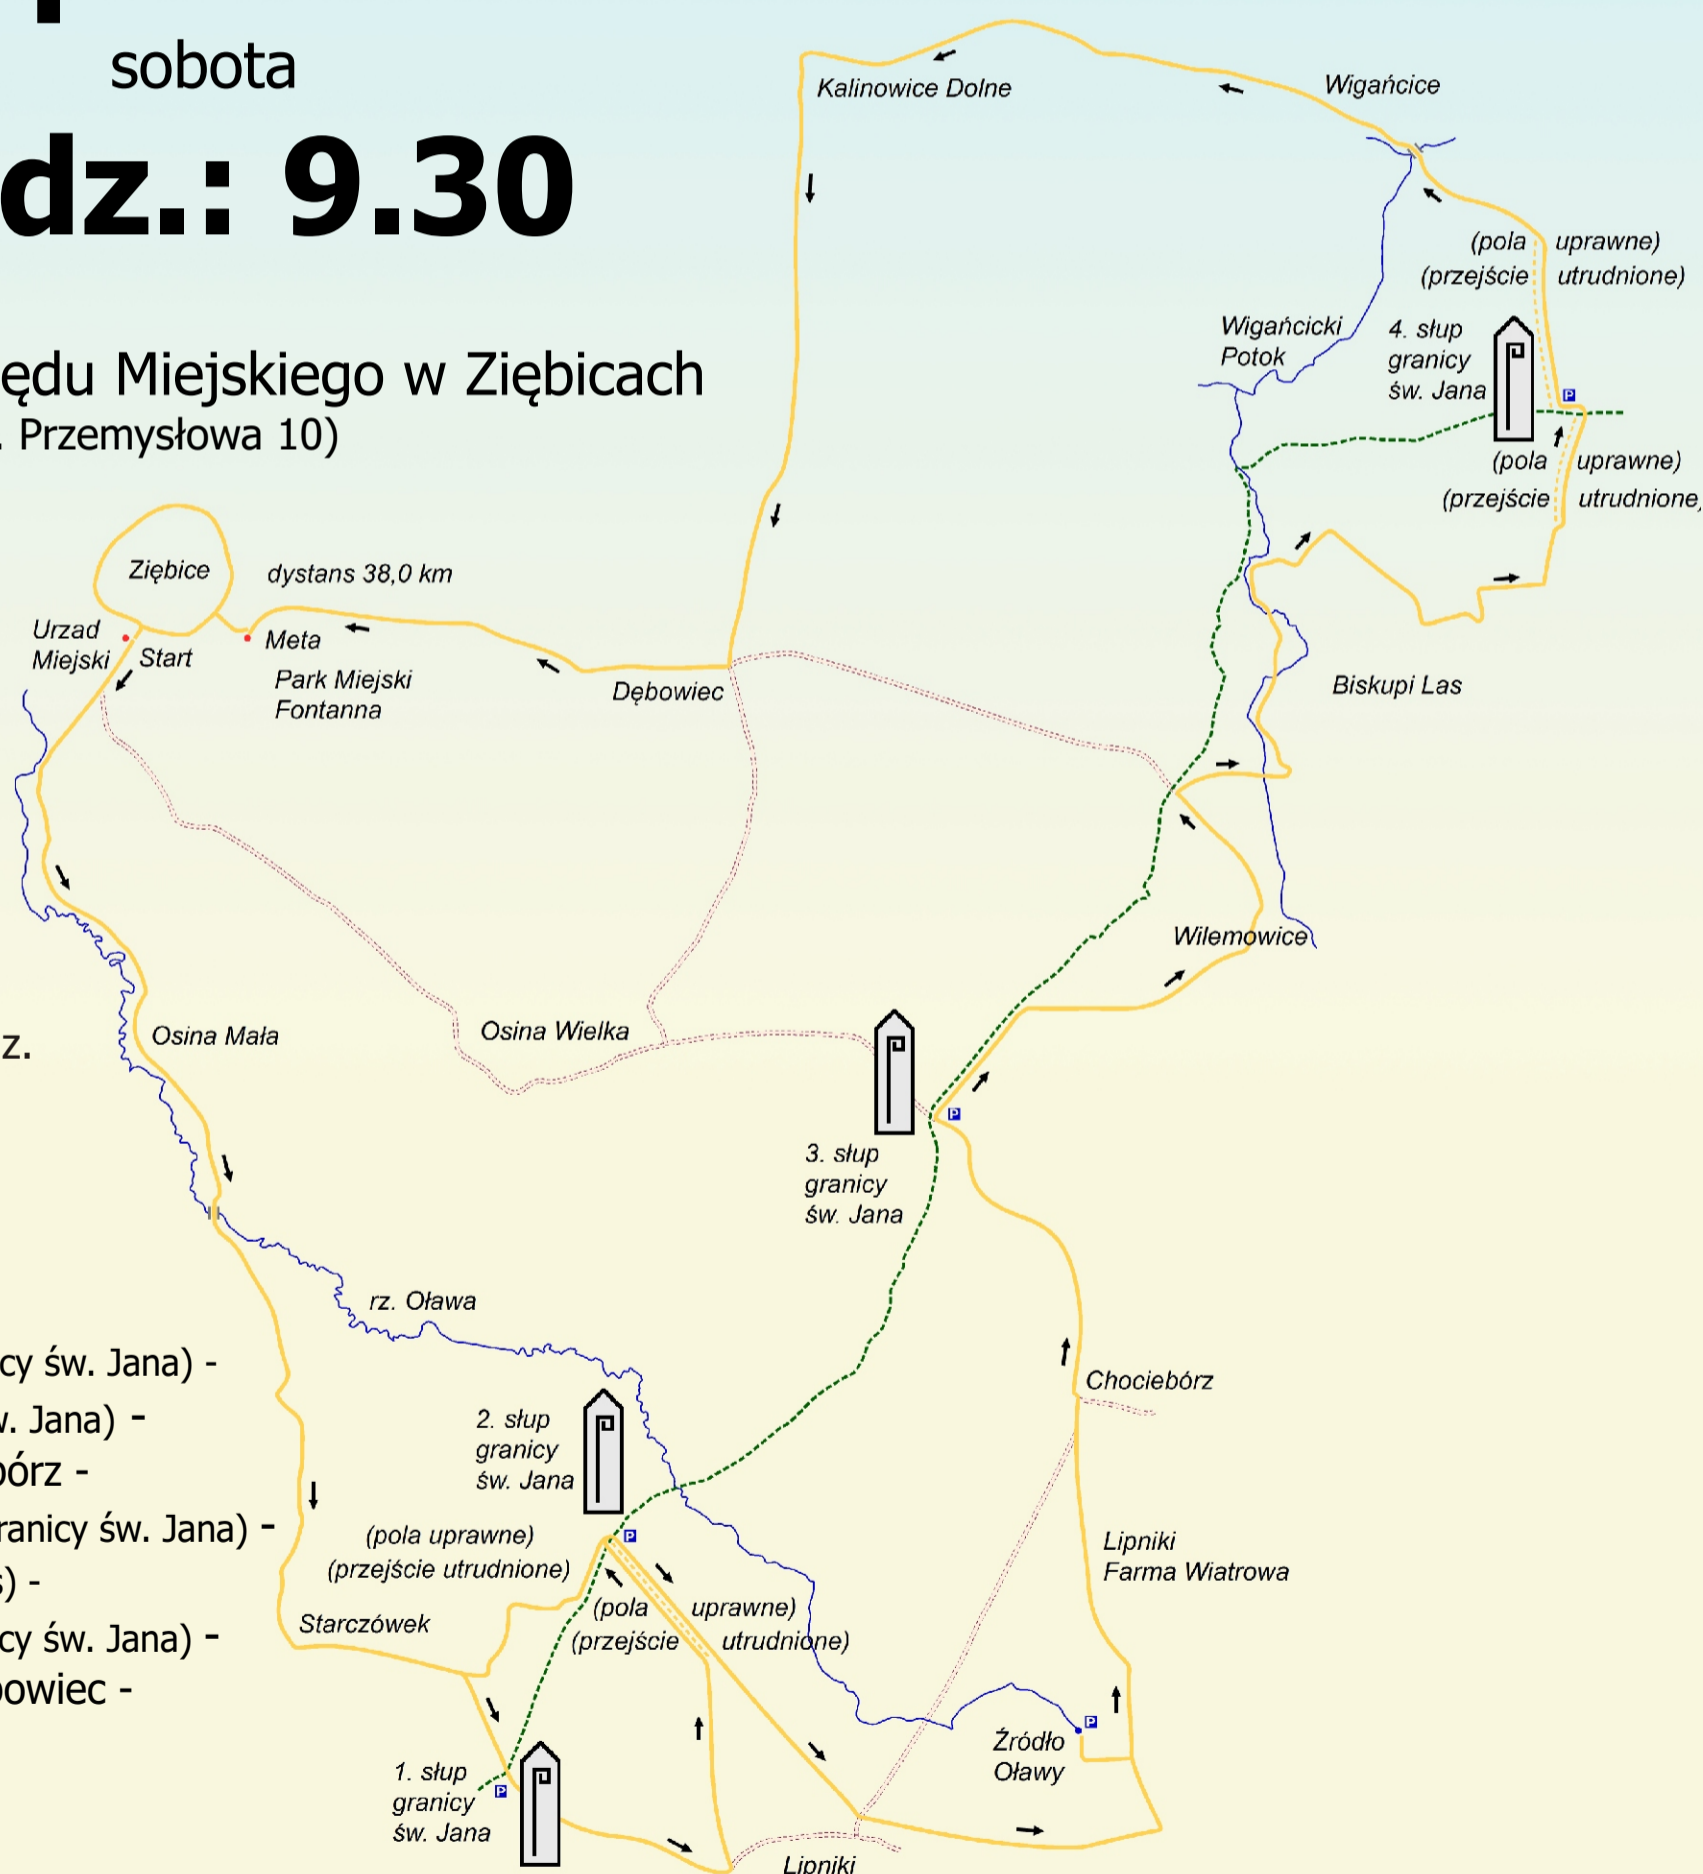 sobota
dz.: 9.30
ędu Miejskiego w Ziębicach
. Przemysłowa 10)
Kalinowice Dolne
Wigańcice
(pola uprawne)
(przejście utrudnione)
Wigańcicki
Potok
4. słup
granicy
św. Jana
P
(pola uprawne)
(przejście utrudnione)
Ziębice
dystans 38,0 km
Urzad
Miejski
Start
Meta
Park Miejski
Fontanna
Dębowiec
Biskupi Las
Wilemowice
z.
Osina Mała
Osina Wielka
P
3. słup
granicy
św. Jana
rz. Oława
cy św. Jana) -
w. Jana) -
bórz -
ranicy św. Jana) -
s) -
cy św. Jana) -
bowiec -
Chociebórz
2. słup
granicy
św. Jana
P
(pola uprawne)
(przejście utrudnione)
Lipniki
Farma Wiatrowa
(pola uprawne)
(przejście utrudnione)
Starczówek
P
Źródło
Oławy
1. słup
granicy
św. Jana
P
Lipniki